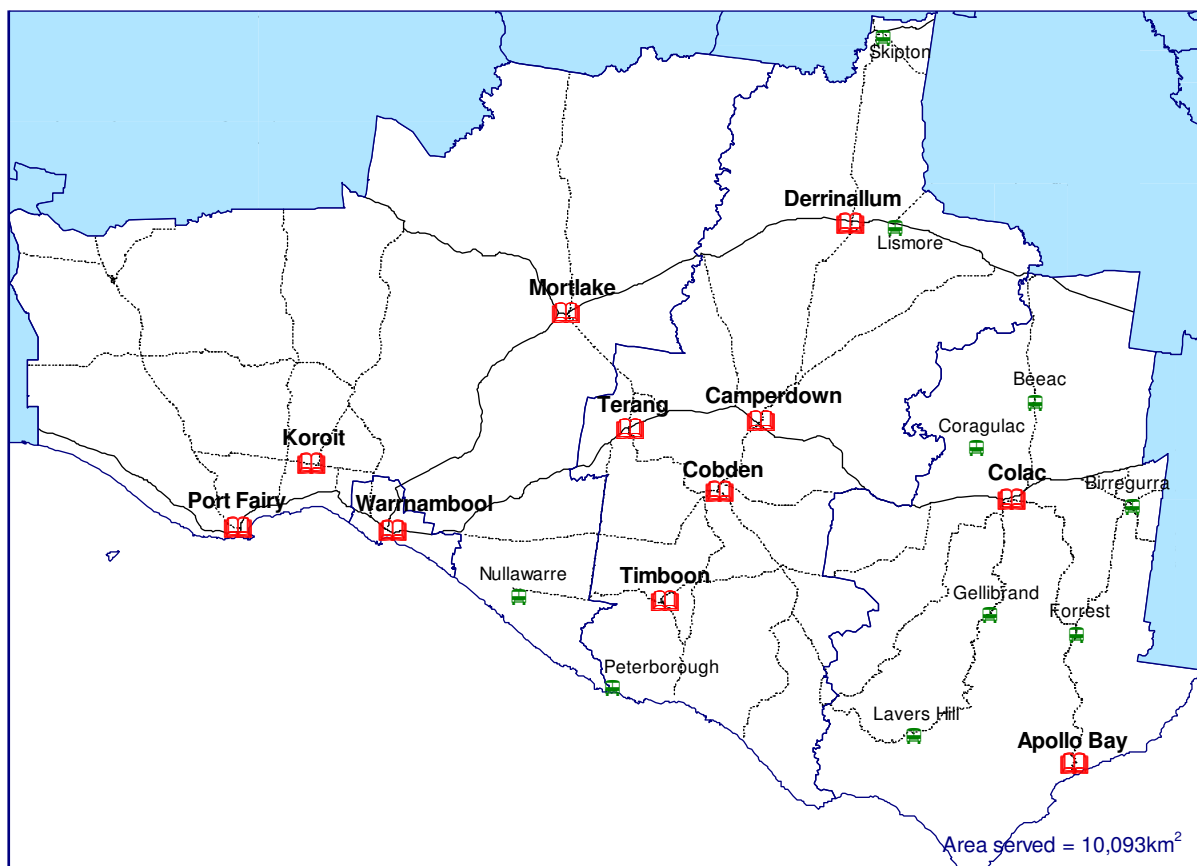 Skipton
Derrinallum
Lismore
Mortlake
Beeac
Camperdown
Terang
Coragulac
Koroit
Cobden
Colac
Birregurra
Port Fairy
Warrnambool
Nullawarre
Timboon
Gellibrand
Forrest
Peterborough
Lavers Hill
Apollo Bay
Area served = 10,093km²